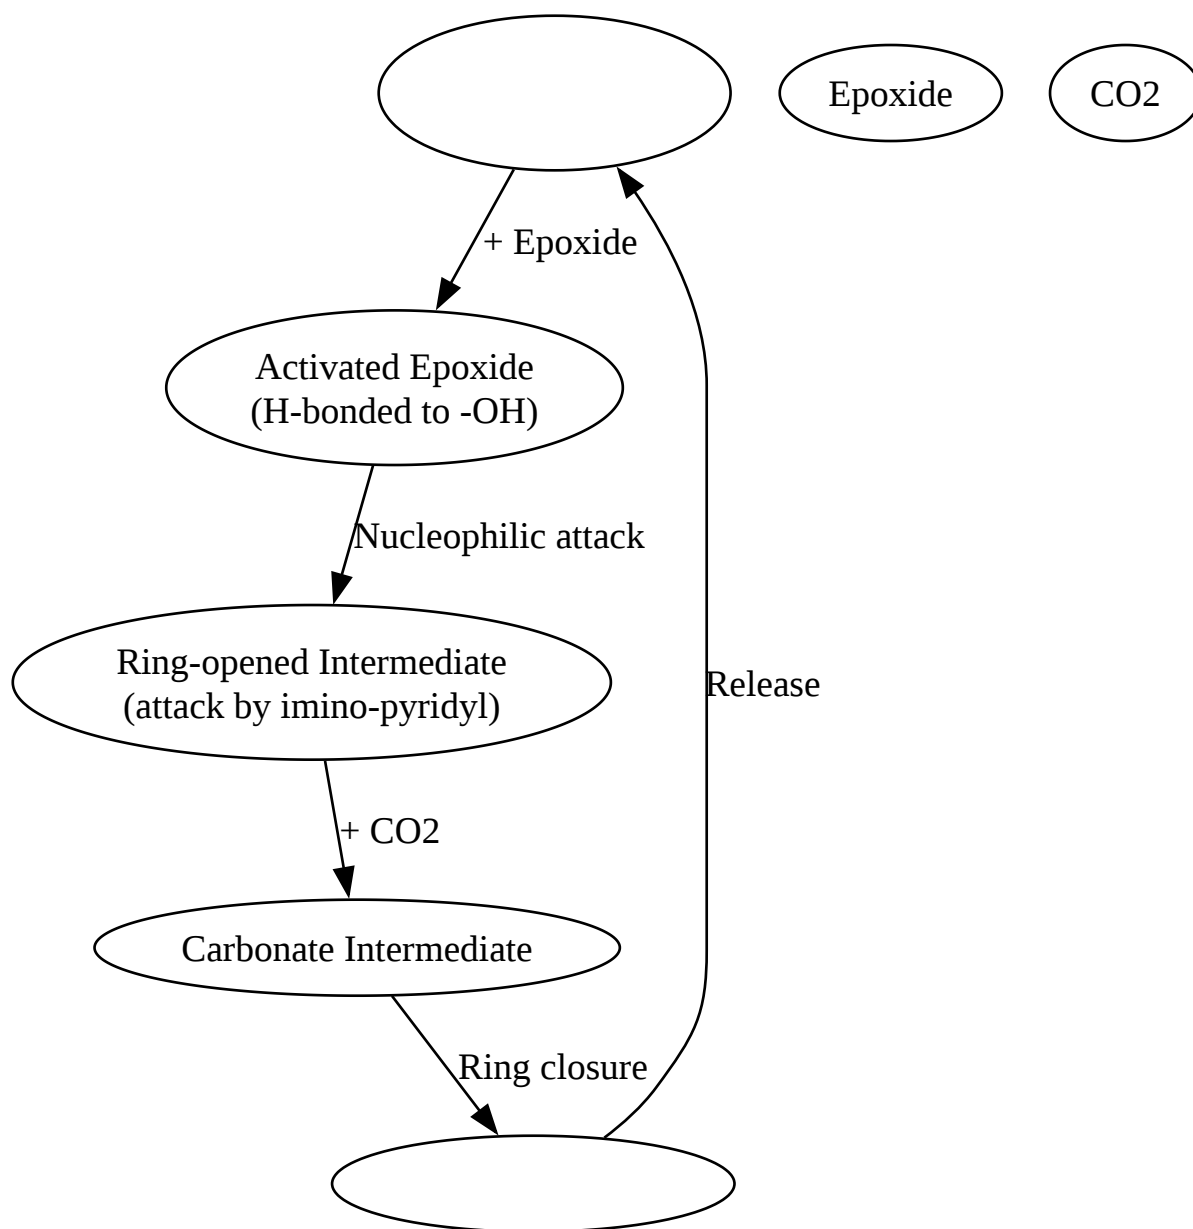 Epoxide
CO2
+ Epoxide
Activated Epoxide
(H-bonded to -OH)
Nucleophilic attack
Ring-opened Intermediate
(attack by imino-pyridyl)
Release
+ CO2
Carbonate Intermediate
Ring closure